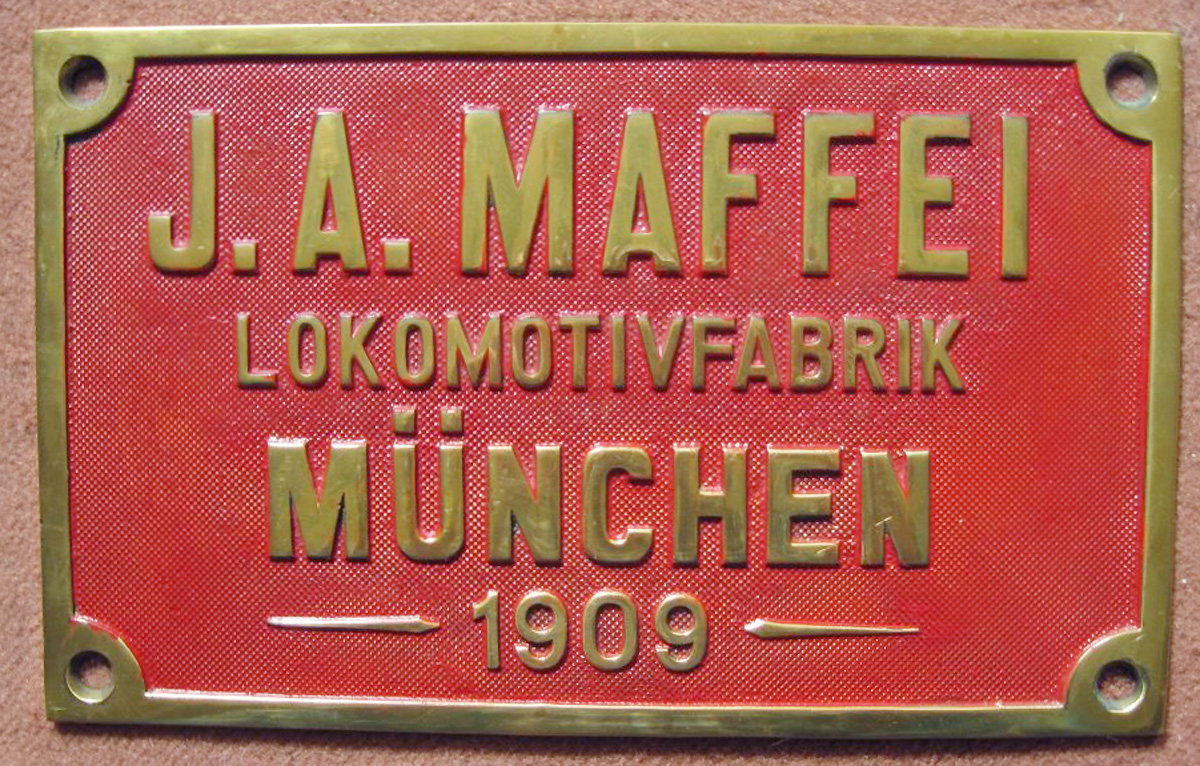 J. A. MAFFEI
LOKOMOTIVFABRIK
MÜNCHEN
1909